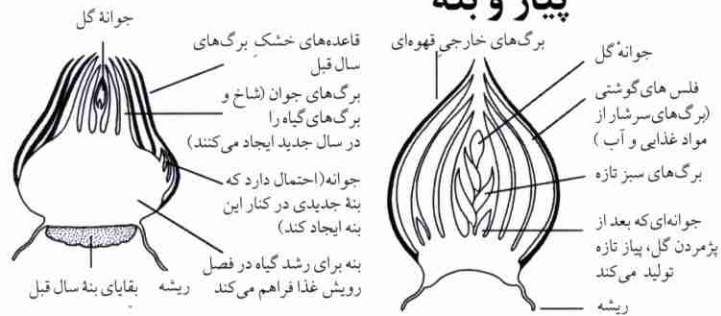 پیاز و بنه
جوانهٔ گل
فلس های گوشتی
(برگ‌های سرشار از
مواد غذایی و آب )
برگ‌های سبز تازه
جوانه‌ای‌که بعد از
پژمردن گل، پیاز تازه
تولید می‌کند
ریشه
برگ‌های خارجی قهوه‌ای
جوانهٔ گل
قاعده‌های خشکِ برگ‌های
سال قبل
برگ‌های جوان (شاخ و
برگ‌های گیاه را
در سال جدید ایجاد می‌کنند)
جوانه(احتمال دارد که
بنهٔ جدیدی در کنار این
بنه ایجاد کند)
بنه برای رشد گیاه در فصل
رویش غذا فراهم می‌کند
ریشه
بقایای بنهٔ سال قبل